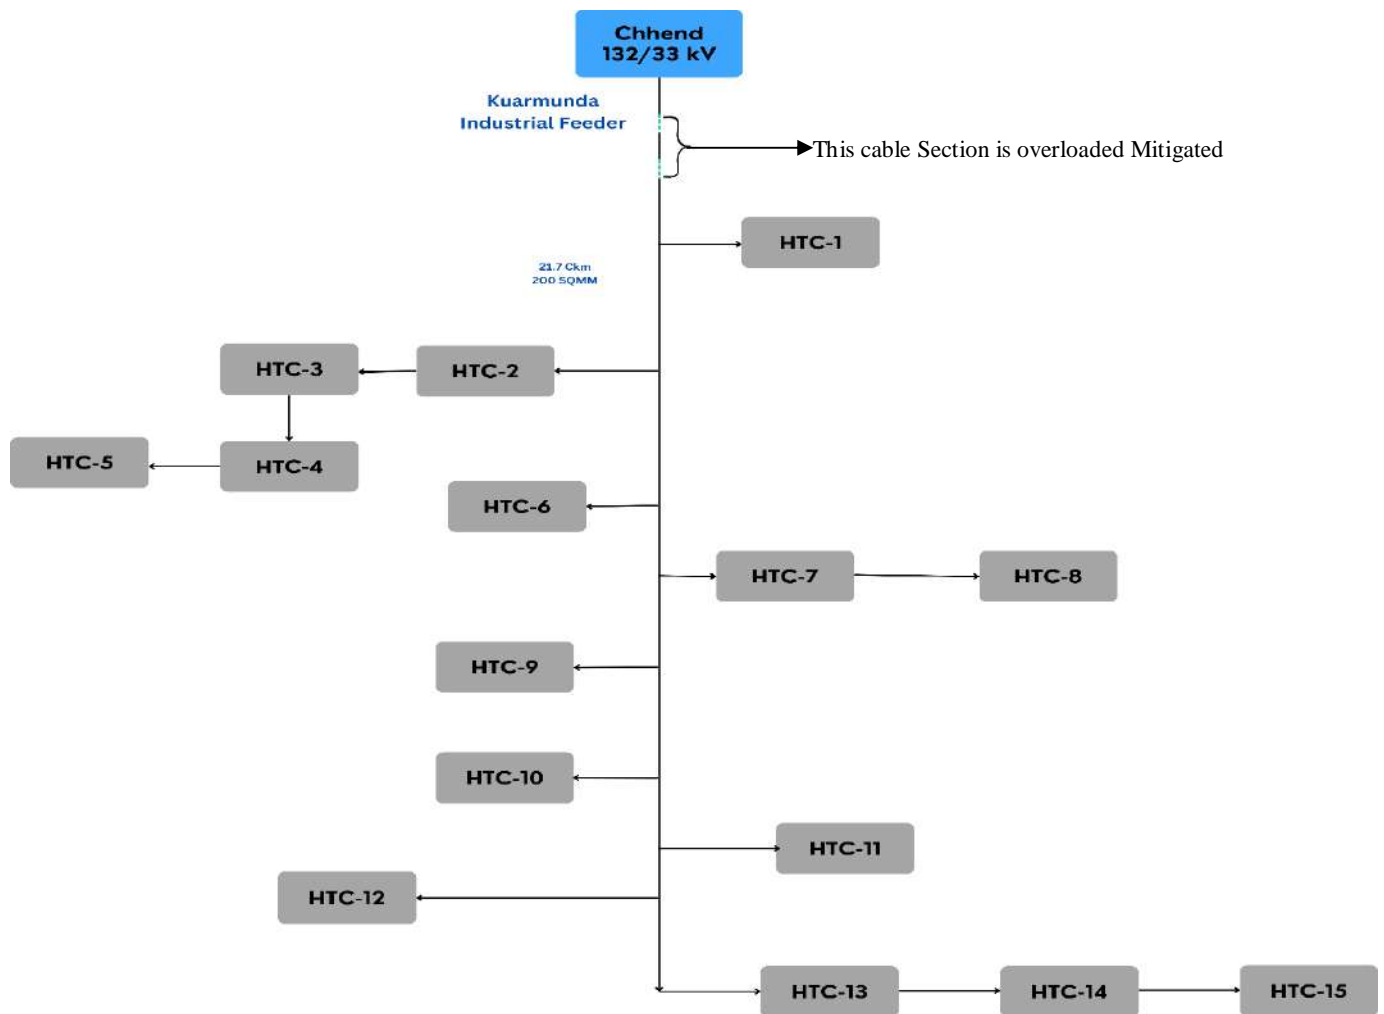 Chhend
132/33 kV
Kuarmunda
Industrial Feeder
This cable Section is overloaded Mitigated
HTC-1
21.7 Ckm
200 SQMM
HTC-3
HTC-2
HTC-5
HTC-4
HTC-6
HTC-7
HTC-8
HTC-9
HTC-10
HTC-11
HTC-12
HTC-13
HTC-14
HTC-15